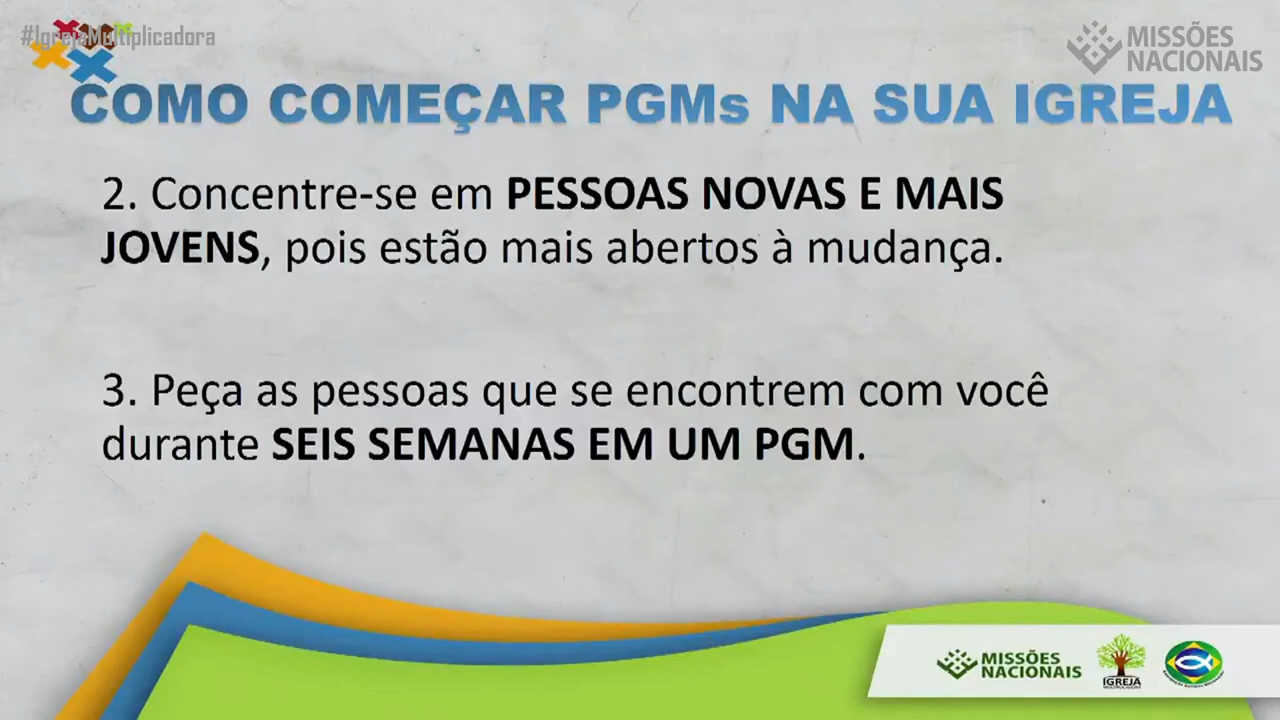 #IgrejaMultiplicadora
MISSÕES
NACIONAIS
COMO COMEÇAR PGMs NA SUA IGREJA
2. Concentre-se em PESSOAS NOVAS E MAIS
JOVENS, pois estão mais abertos à mudança.
3. Peça as pessoas que se encontrem com você
durante SEIS SEMANAS EM UM PGM.
MISSÕES
NACIONAIS
IGREJA
MULTIPLICADORA